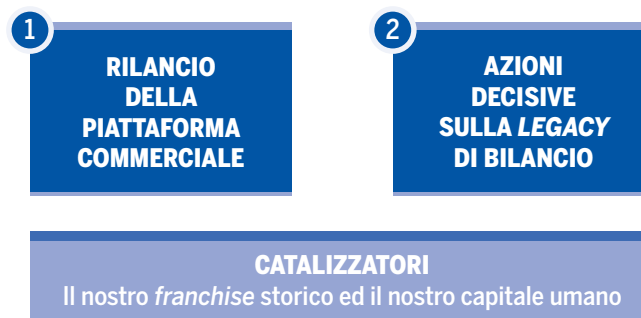 1
RILANCIO
DELLA
PIATTAFORMA
COMMERCIALE
2
AZIONI
DECISIVE
SULLA LEGACY
DI BILANCIO
CATALIZZATORI
Il nostro franchise storico ed il nostro capitale umano